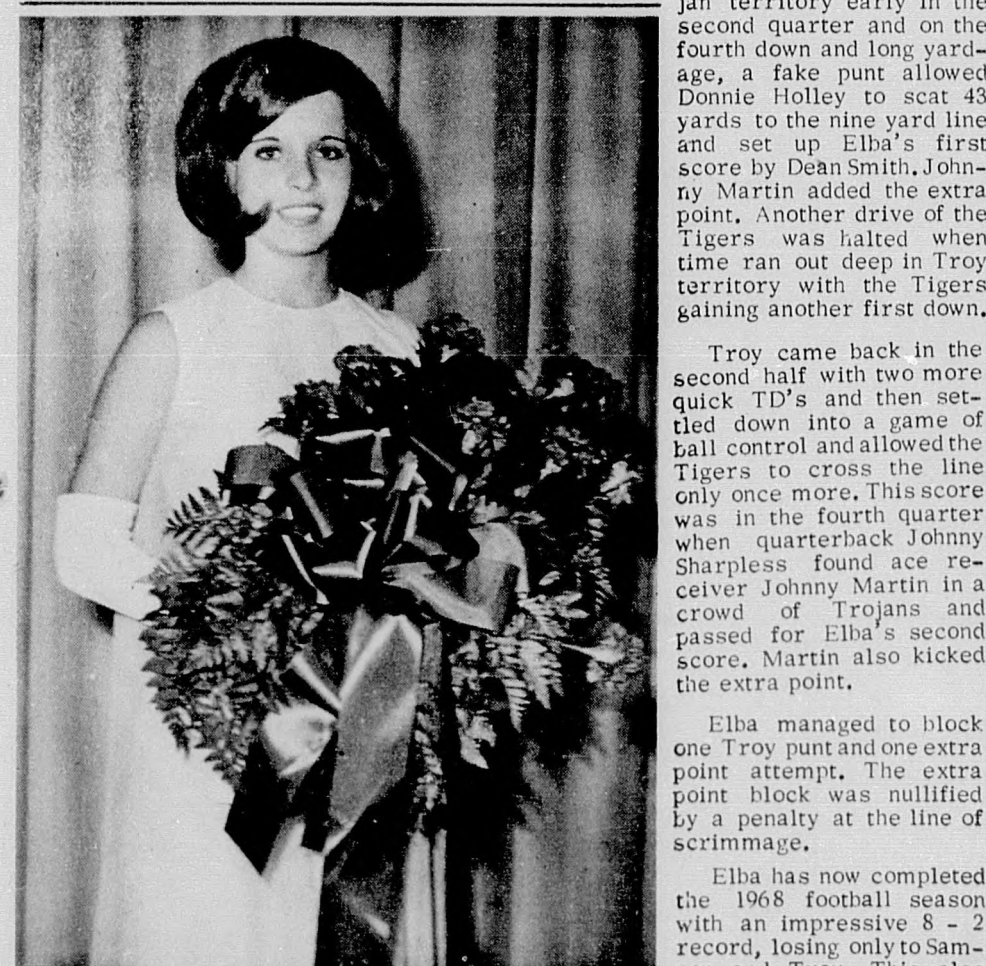 jan territory early in the
second quarter and on the
fourth down and long yard-
age, a fake punt allowed
Donnie Holley to scat 43
yards to the nine yard line
and set up Elba's first
score by Dean Smith. John-
ny Martin added the extra
point. Another drive of the
Tigers was halted when
time ran out deep in Troy
territory with the Tigers
gaining another first down.
Troy came back in the
second half with two more
quick TD's and then set-
tled down into a game of
ball control and allowed the
Tigers to cross the line
only once more. This score
was in the fourth quarter
when quarterback Johnny
Sharpless found ace re-
ceiver Johnny Martin in a
crowd of Trojans and
passed for Elba's second
score. Martin also kicked
the extra point.
Elba managed to block
one Troy punt and one extra
point attempt. The extra
point block was nullified
by a penalty at the line of
scrimmage.
Elba has now completed
the 1968 football season
with an impressive 8 - 2
record, losing only to Sam-